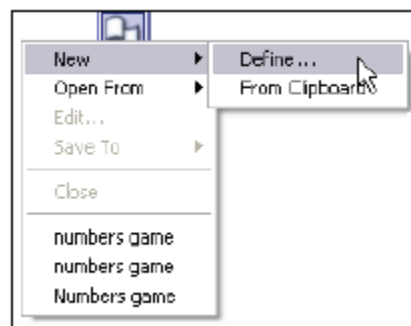 New
Open From
Edit...
Save To
Close
numbers game
numbers game
Numbers game
Define...
From Clipboard